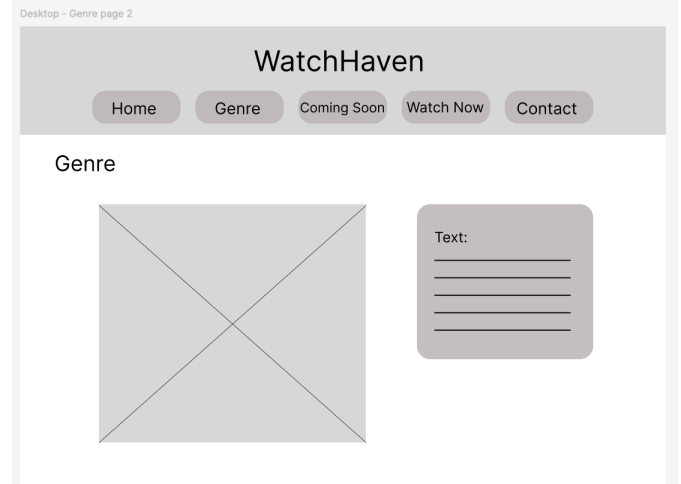 Desktop - Genre page 2
WatchHaven
Home Genre Coming Soon Watch Now Contact
Genre
Text: